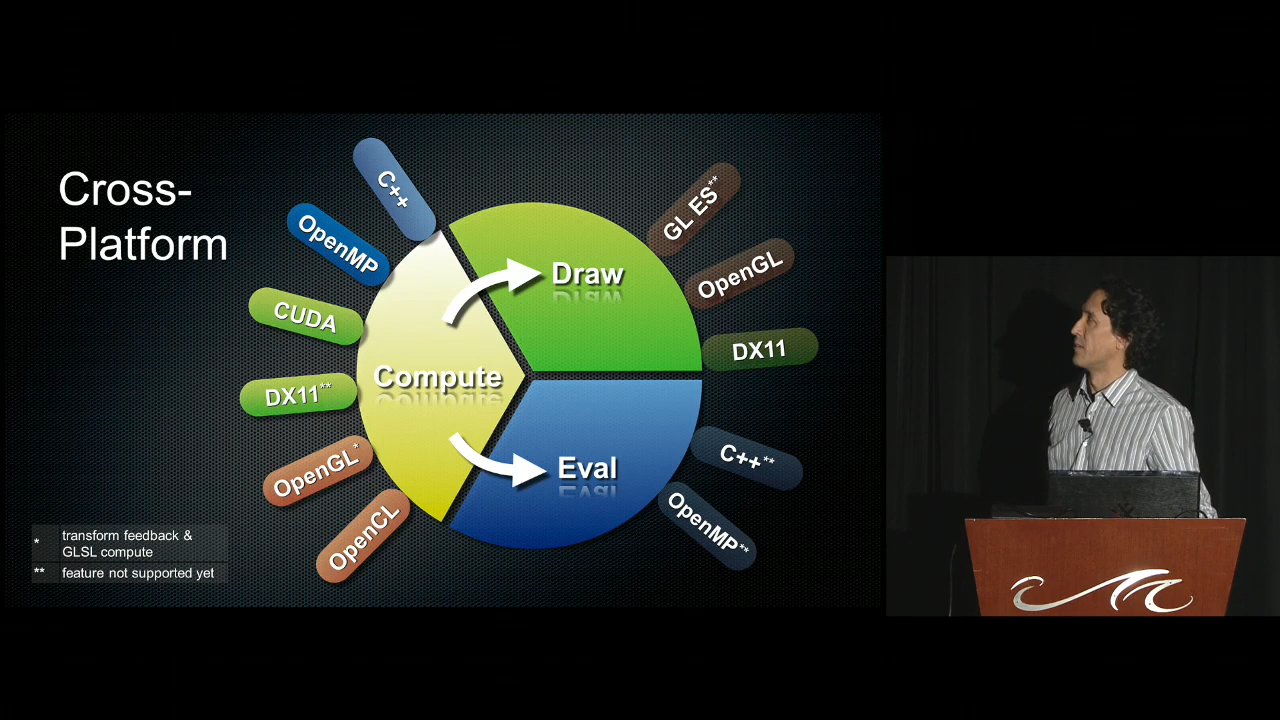 Cross-
Platform
C++
OpenMP
CUDA
DX11**
OpenGL*
OpenCL
Compute
Draw
Eval
GL ES**
OpenGL
DX11
C++**
OpenMP**
* transform feedback &
GLSL compute
** feature not supported yet